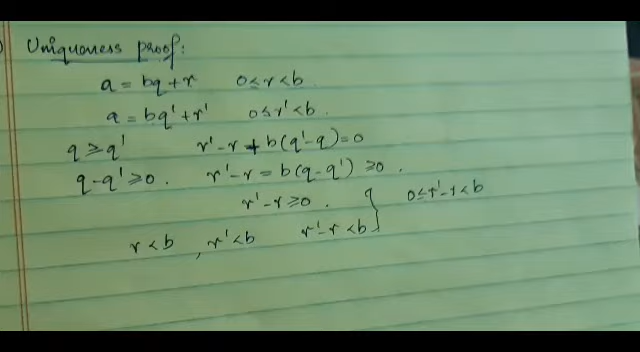 Uniqueness proof:
a = bq + r 0 ≤ r < b.
a = bq' + r' 0 ≤ r' < b.
q ≥ q' r' - r + b(q' - q) = 0
q - q' ≥ 0. r' - r = b(q - q') ≥ 0.
r' - r ≥ 0. } 0 ≤ r' - r < b
r < b, r' < b r' - r < b